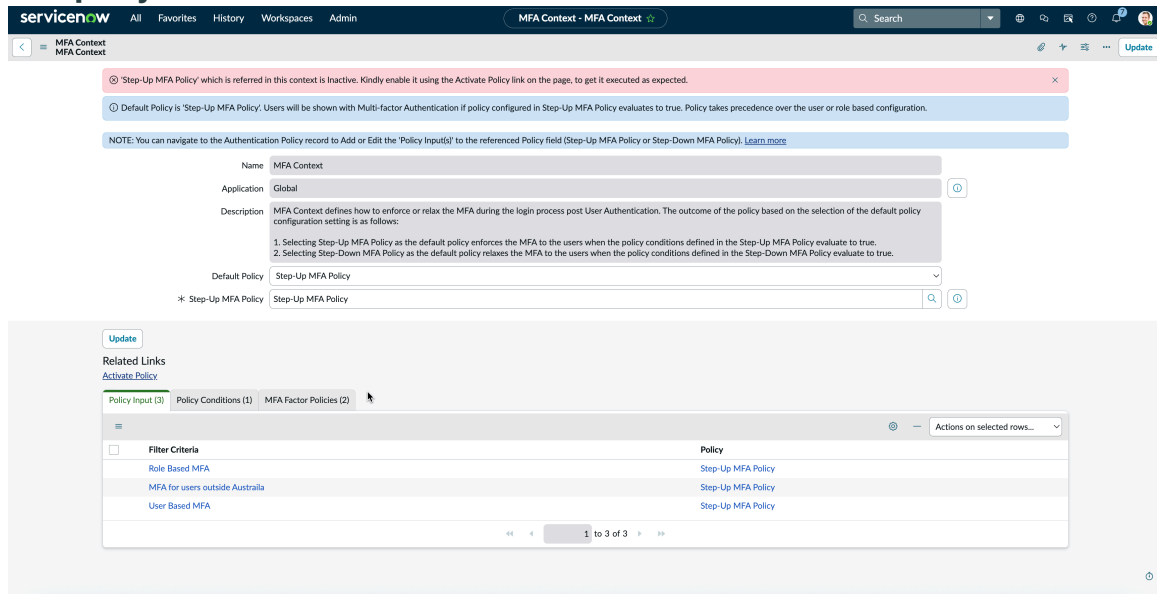 servicenow All Favorites History Workspaces Admin MFA Context - MFA Context Search 7
MFA Context
MFA Context
Update
'Step-Up MFA Policy' which is referred in this context is Inactive. Kindly enable it using the Activate Policy link on the page, to get it executed as expected.
Default Policy is 'Step-Up MFA Policy'. Users will be shown with Multi-factor Authentication if policy configured in Step-Up MFA Policy evaluates to true. Policy takes precedence over the user or role based configuration.
NOTE: You can navigate to the Authentication Policy record to Add or Edit the 'Policy Input(s)' to the referenced Policy field (Step-Up MFA Policy or Step-Down MFA Policy). Learn more
Name MFA Context
Application Global
Description MFA Context defines how to enforce or relax the MFA during the login process post User Authentication. The outcome of the policy based on the selection of the default policy
configuration setting is as follows:
1. Selecting Step-Up MFA Policy as the default policy enforces the MFA to the users when the policy conditions defined in the Step-Up MFA Policy evaluate to true.
2. Selecting Step-Down MFA Policy as the default policy relaxes the MFA to the users when the policy conditions defined in the Step-Down MFA Policy evaluate to true.
Default Policy Step-Up MFA Policy
Step-Up MFA Policy Step-Up MFA Policy
Update
Related Links
Activate Policy
Policy Input (3) Policy Conditions (1) MFA Factor Policies (2)
Actions on selected rows...
Filter Criteria Policy
Role Based MFA Step-Up MFA Policy
MFA for users outside Austraila Step-Up MFA Policy
User Based MFA Step-Up MFA Policy
1 to 3 of 3